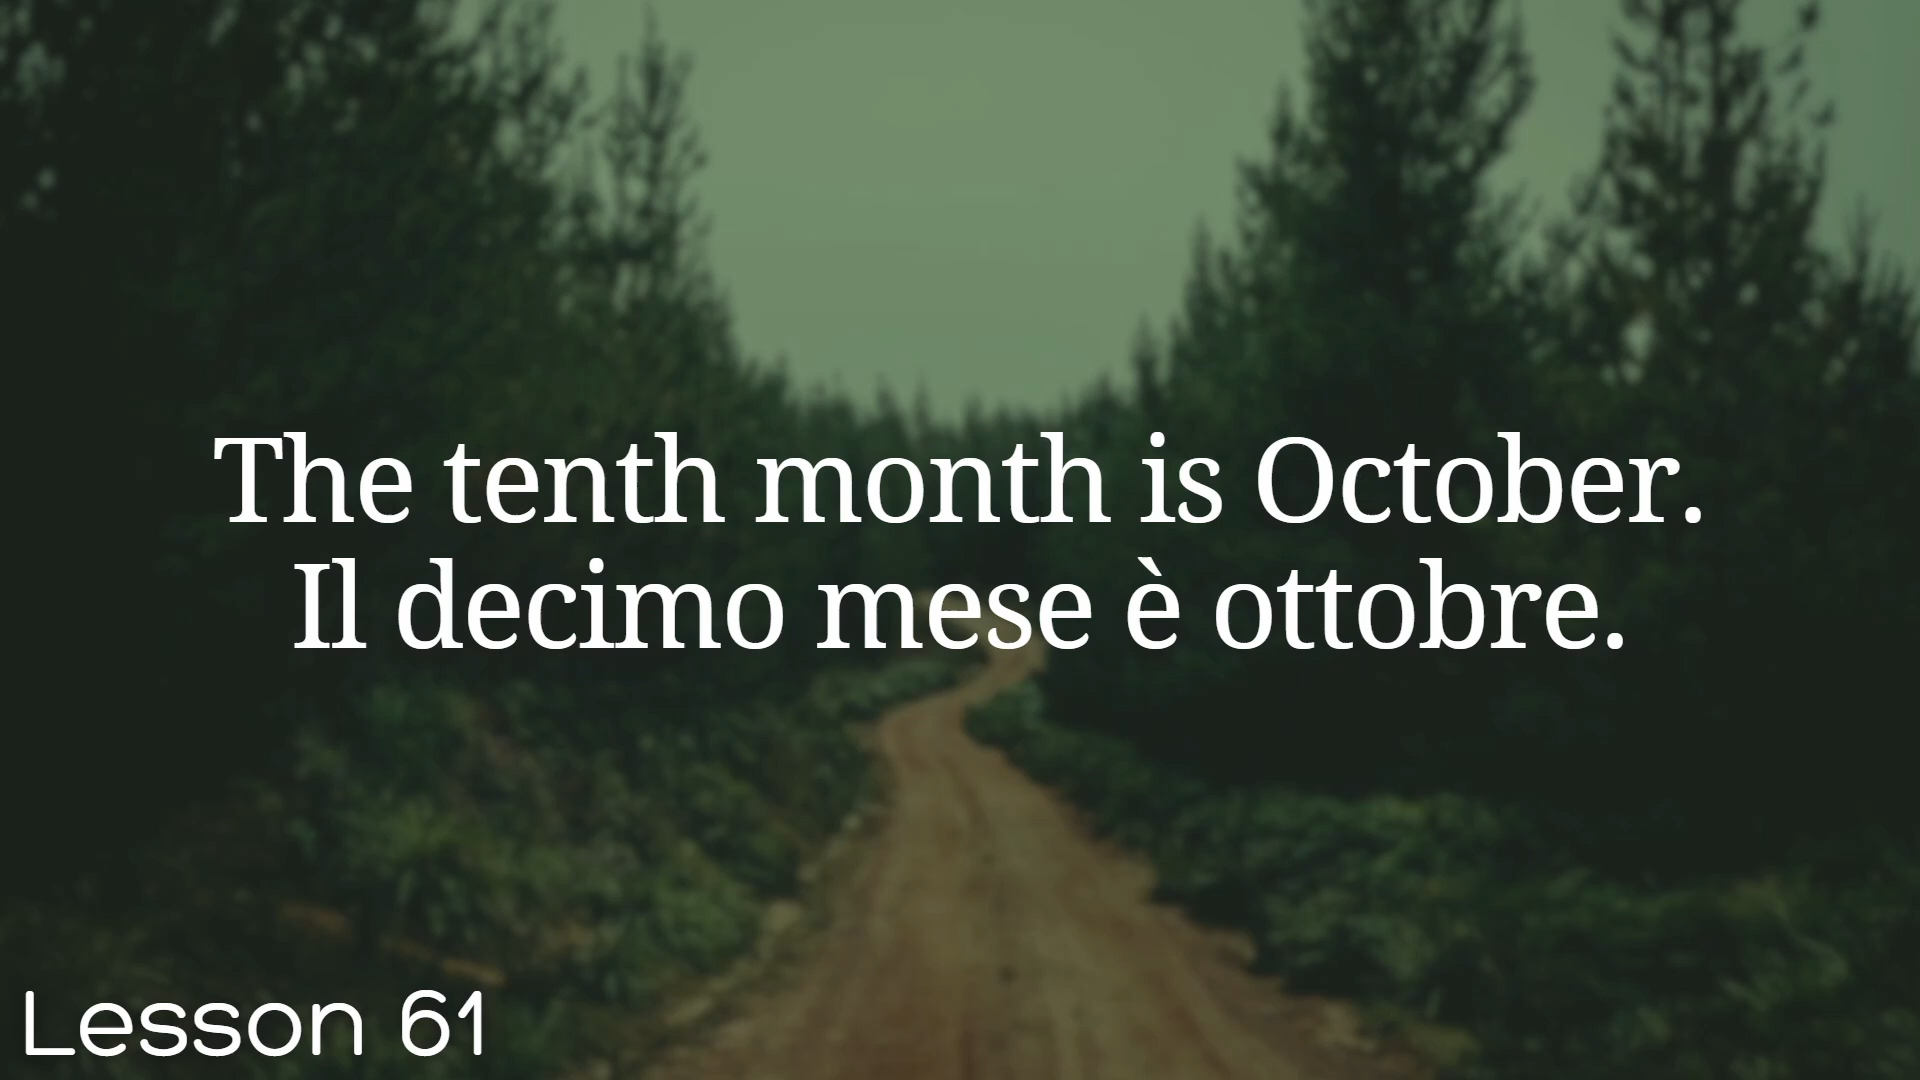 The tenth month is October.
Il decimo mese è ottobre.
Lesson 61